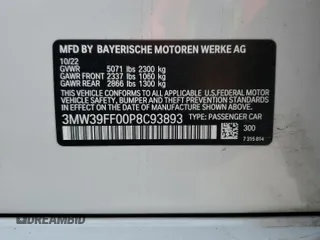 MFD BY BAYERISCHE MOTOREN WERKE AG
10/22
GVWR 5071 lbs 2300 kg
GAWR FRONT 2337 lbs 1060 kg
GAWR REAR 2866 lbs 1300 kg
THIS VEHICLE CONFORMS TO ALL APPLICABLE
U.S. FEDERAL MOTOR VEHICLE SAFETY,
BUMPER, AND THEFT PREVENTION
STANDARDS IN EFFECT ON THE DATE OF
MANUFACTURE SHOWN ABOVE.
3MW39FF00P8C93893
TYPE: PASSENGER CAR
300
7 315 814
DREAMBID